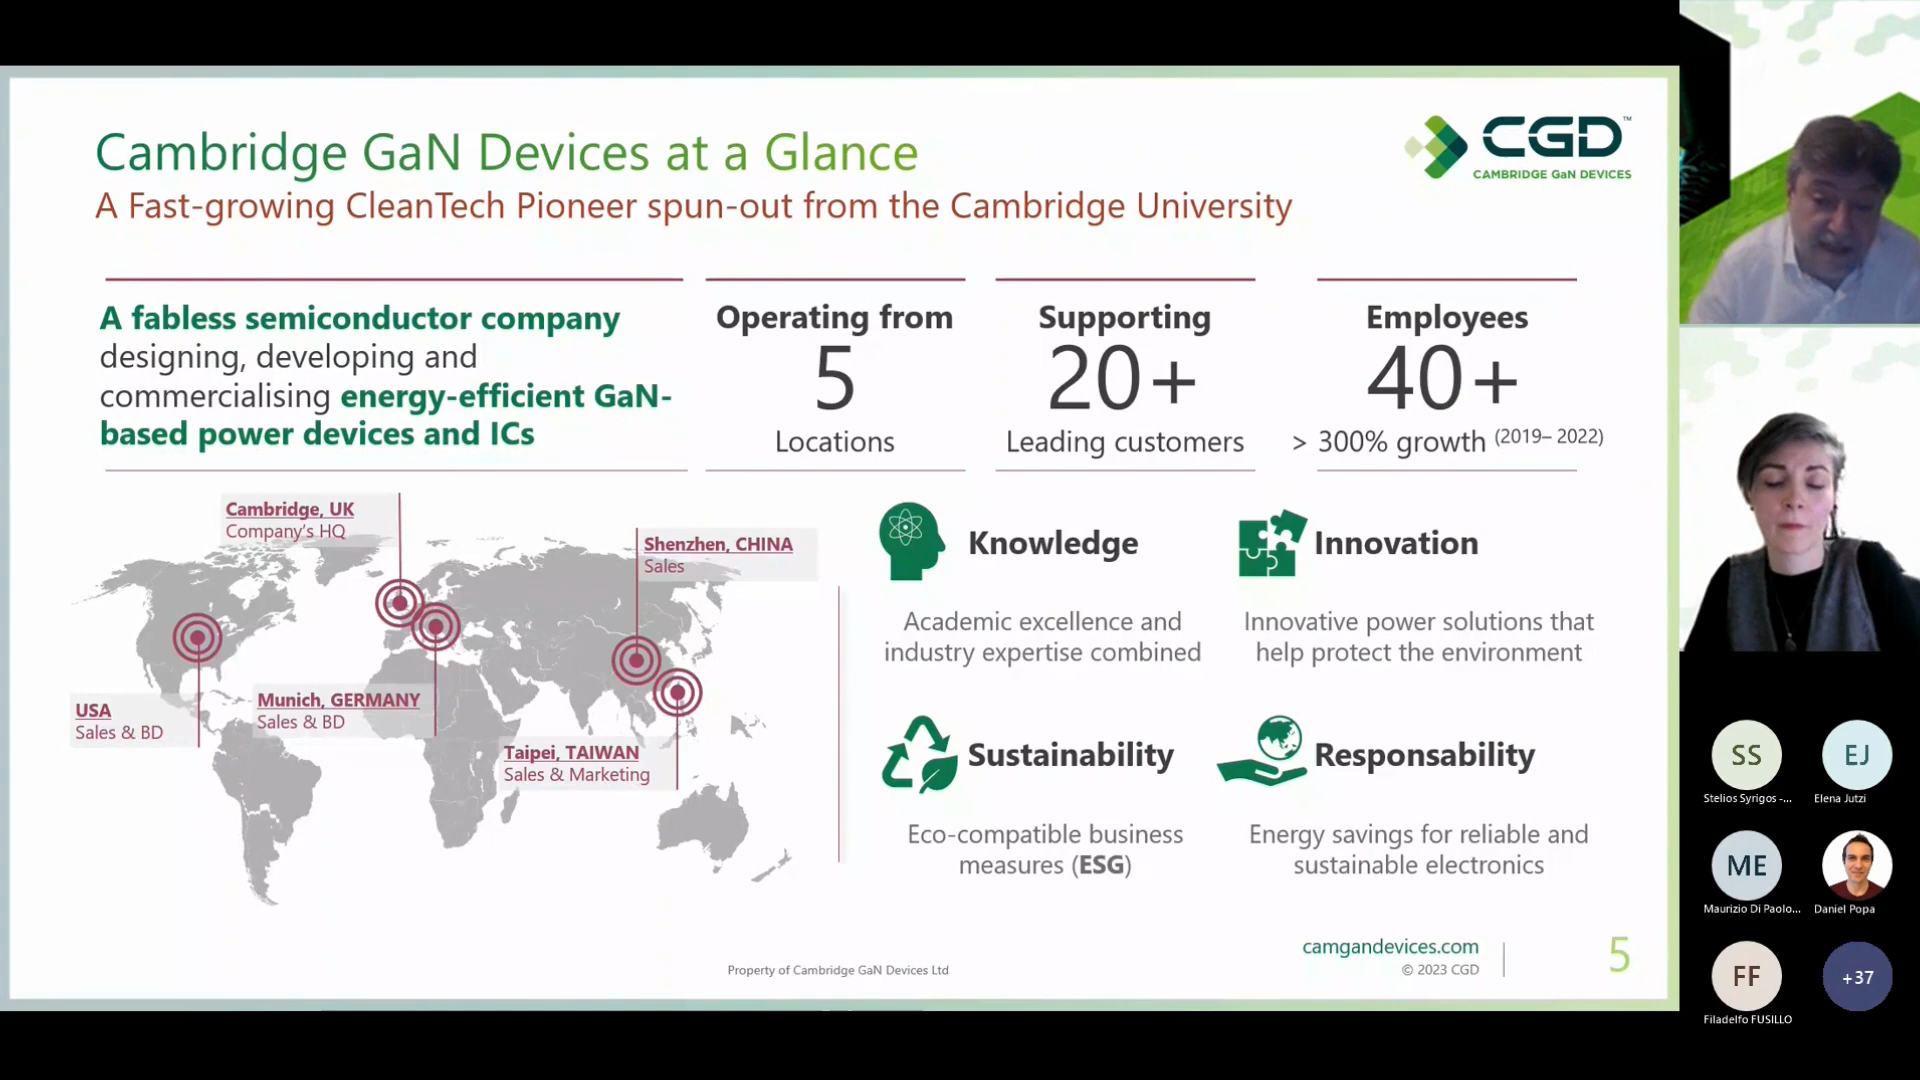 Cambridge GaN Devices at a Glance
A Fast-growing CleanTech Pioneer spun-out from the Cambridge University
CGD™
CAMBRIDGE GaN DEVICES
A fabless semiconductor company
designing, developing and
commercialising energy-efficient GaN-
based power devices and ICs
Operating from
5
Locations
Supporting
20+
Leading customers
Employees
40+
> 300% growth (2019– 2022)
Cambridge, UK
Company's HQ
Shenzhen, CHINA
Sales
USA
Sales & BD
Munich, GERMANY
Sales & BD
Taipei, TAIWAN
Sales & Marketing
Knowledge
Academic excellence and
industry expertise combined
Innovation
Innovative power solutions that
help protect the environment
Sustainability
Eco-compatible business
measures (ESG)
Responsability
Energy savings for reliable and
sustainable electronics
Property of Cambridge GaN Devices Ltd
camgandevices.com
© 2023 CGD
5
SS
Stelios Syrigos -...
EJ
Elena Jutzi
ME
Maurizio Di Paolo...
Daniel Popa
FF
Filadelfo FUSILLO
+37